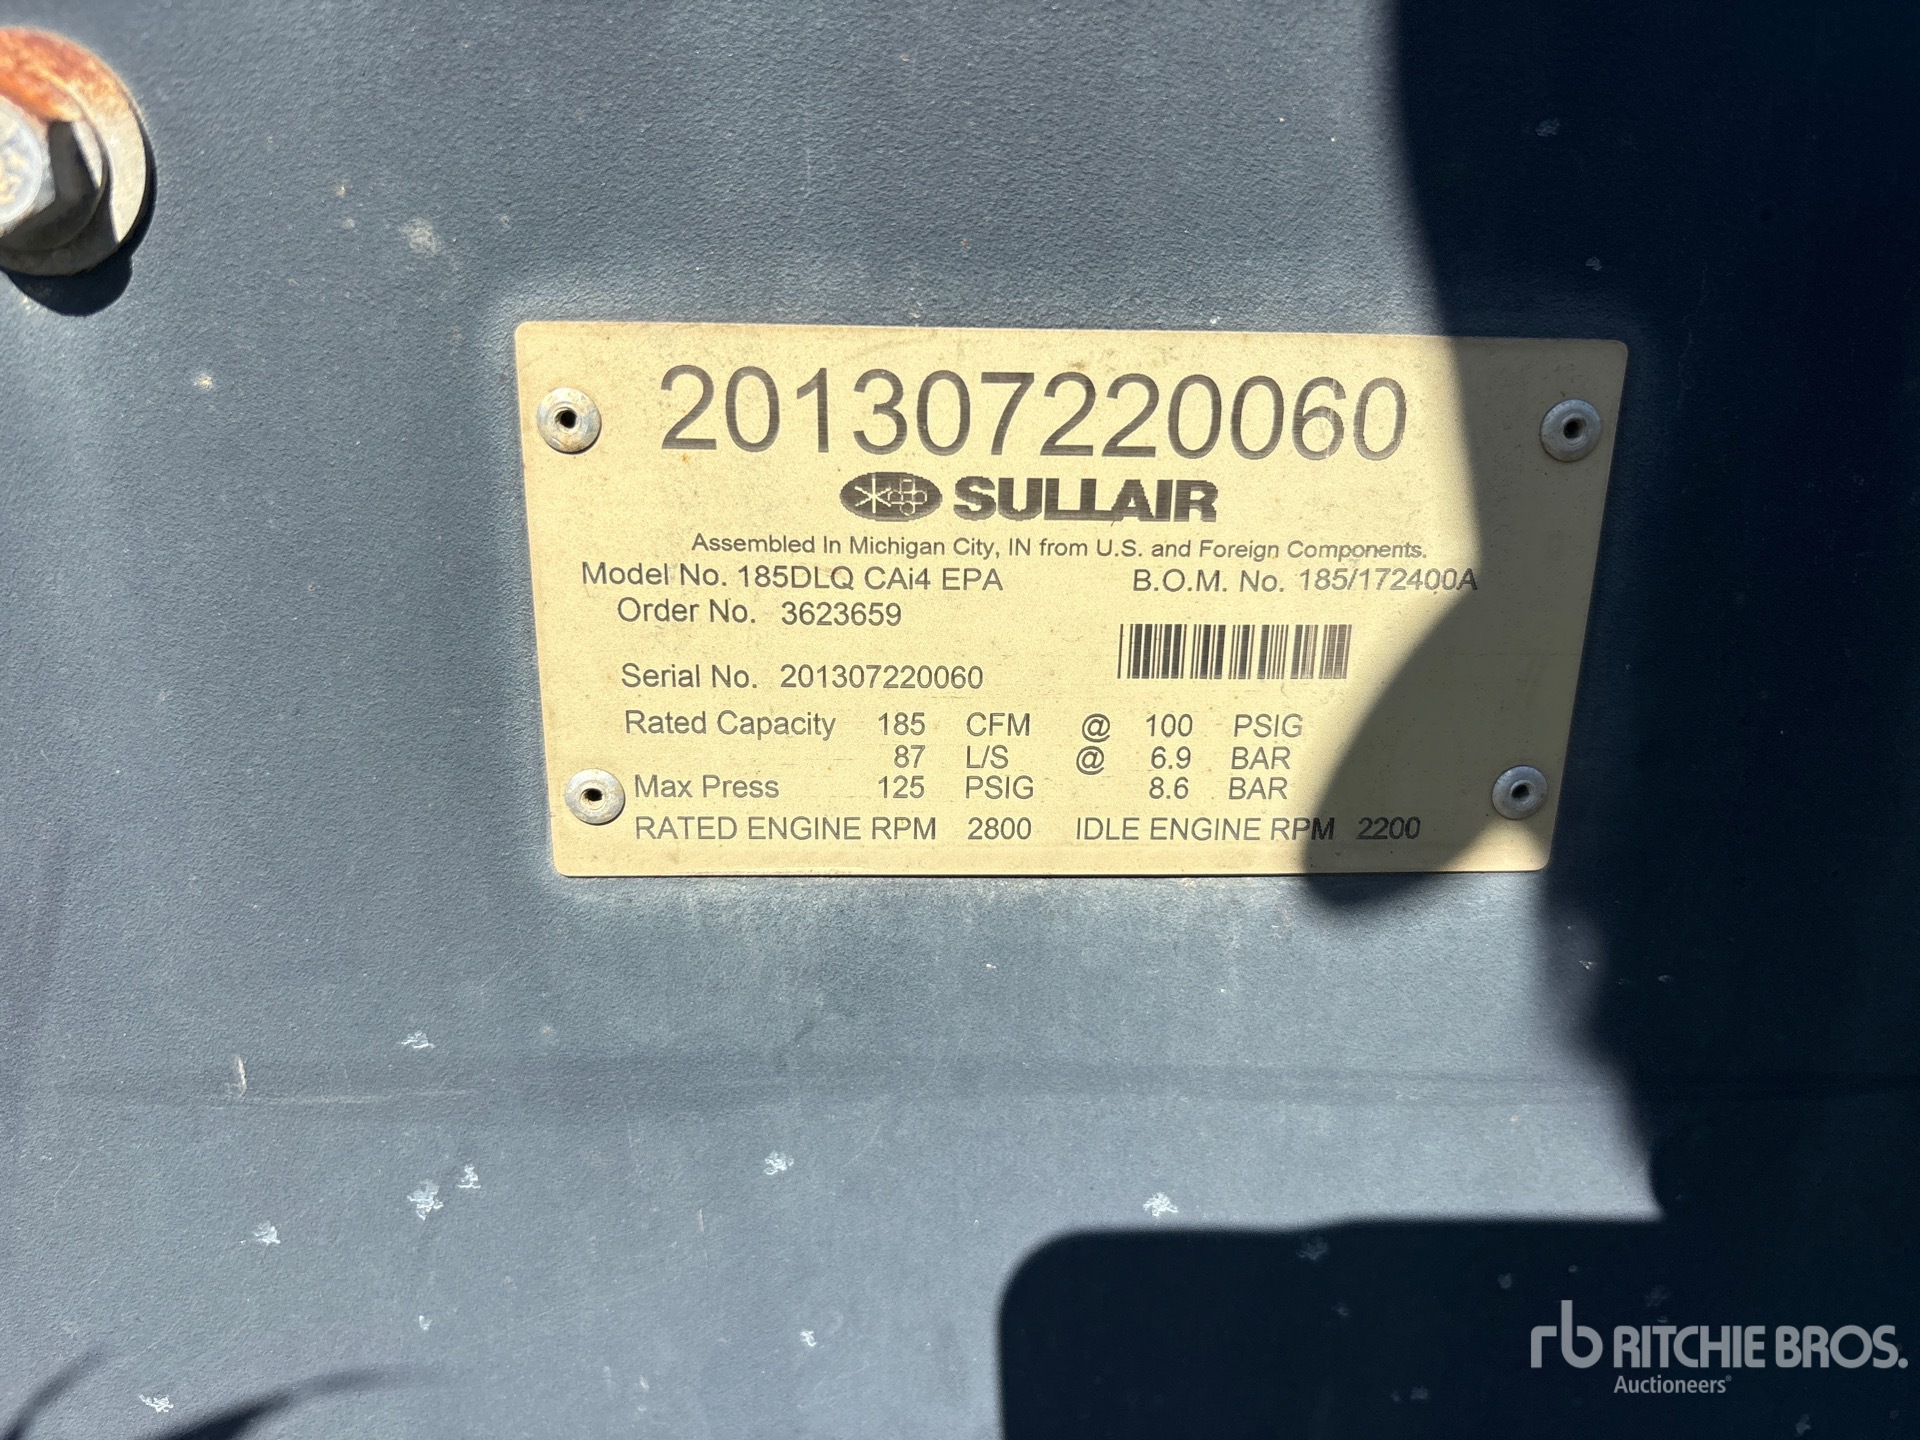 201307220060
SULLAIR
Assembled In Michigan City, IN from U.S. and Foreign Components.
Model No. 185DLQ CAi4 EPA B.O.M. No. 185/172400A
Order No. 3623659
Serial No. 201307220060
Rated Capacity 185 CFM @ 100 PSIG
87 L/S @ 6.9 BAR
Max Press 125 PSIG 8.6 BAR
RATED ENGINE RPM 2800 IDLE ENGINE RPM 2200
rb RITCHIE BROS.
Auctioneers®